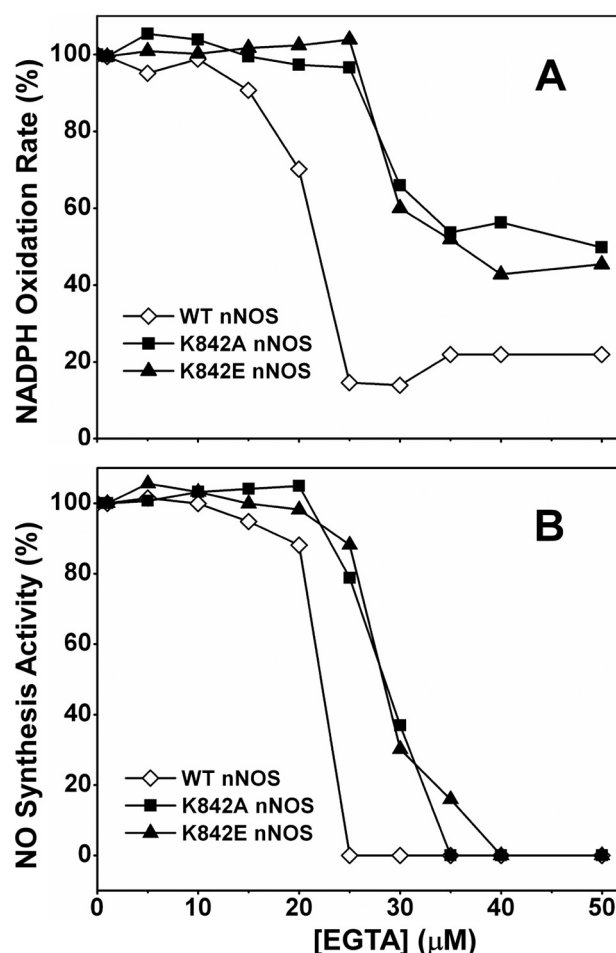 A
NADPH Oxidation Rate (%)
100
80
60
40
20
0
WT nNOS
K842A nNOS
K842E nNOS
B
NO Synthesis Activity (%)
100
80
60
40
20
0
WT nNOS
K842A nNOS
K842E nNOS
0 10 20 30 40 50
[EGTA] (μM)